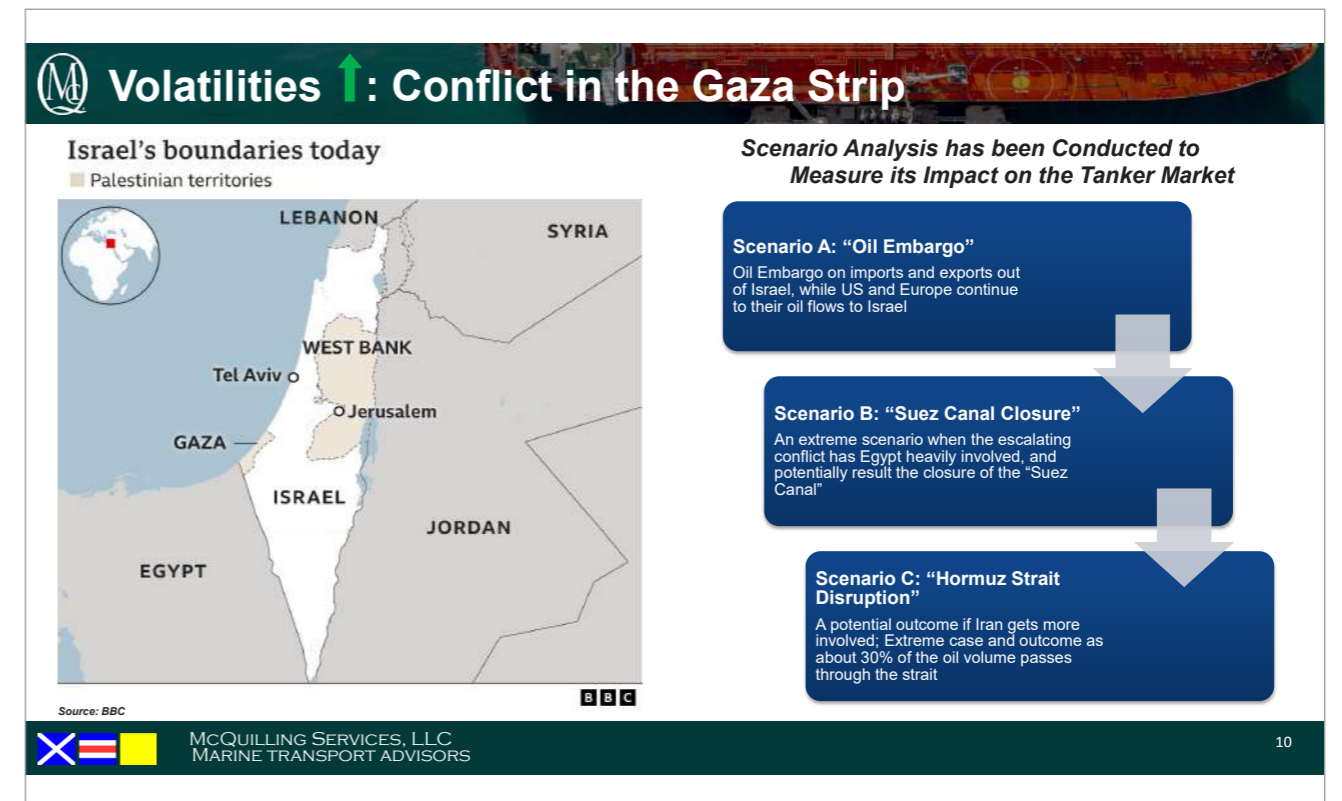 Volatilities ↑: Conflict in the Gaza Strip
Israel's boundaries today
Palestinian territories
LEBANON
SYRIA
WEST BANK
Tel Aviv
Jerusalem
GAZA
ISRAEL
JORDAN
EGYPT
BBC
Source: BBC
Scenario Analysis has been Conducted to
Measure its Impact on the Tanker Market
Scenario A: “Oil Embargo”
Oil Embargo on imports and exports out
of Israel, while US and Europe continue
to their oil flows to Israel
Scenario B: “Suez Canal Closure”
An extreme scenario when the escalating
conflict has Egypt heavily involved, and
potentially result the closure of the “Suez
Canal”
Scenario C: “Hormuz Strait
Disruption”
A potential outcome if Iran gets more
involved; Extreme case and outcome as
about 30% of the oil volume passes
through the strait
McQuilling Services, LLC
Marine transport advisors
10